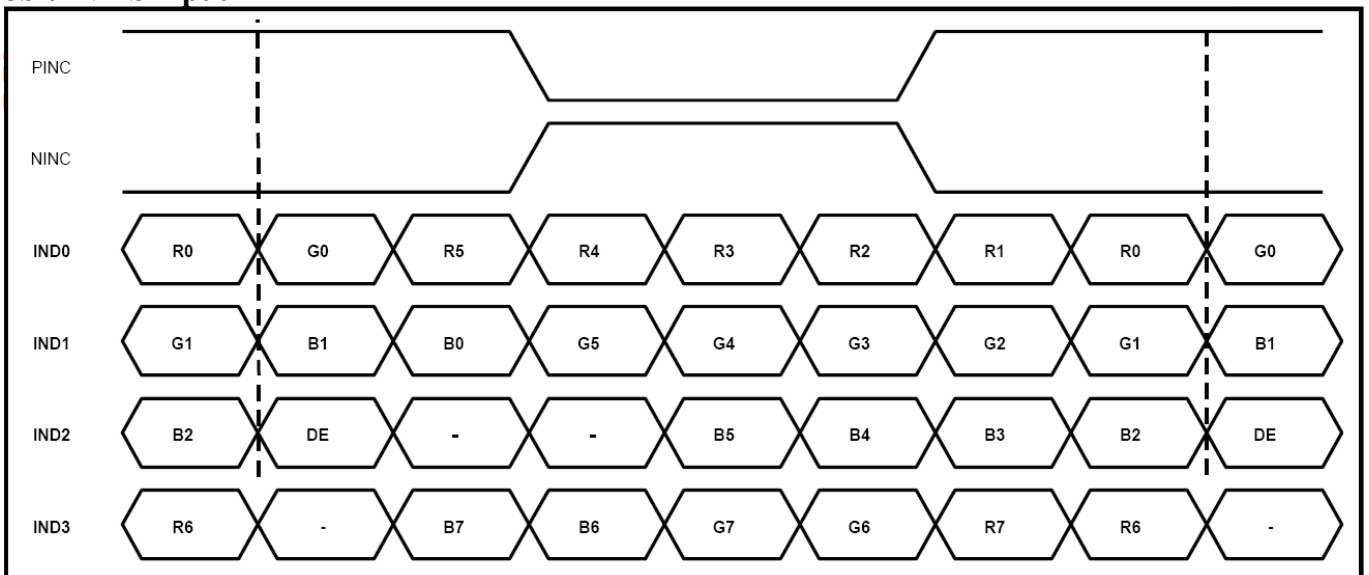 PINC
NINC
IND0 R0 G0 R5 R4 R3 R2 R1 R0 G0
IND1 G1 B1 B0 G5 G4 G3 G2 G1 B1
IND2 B2 DE - - B5 B4 B3 B2 DE
IND3 R6 - B7 B6 G7 G6 R7 R6 -